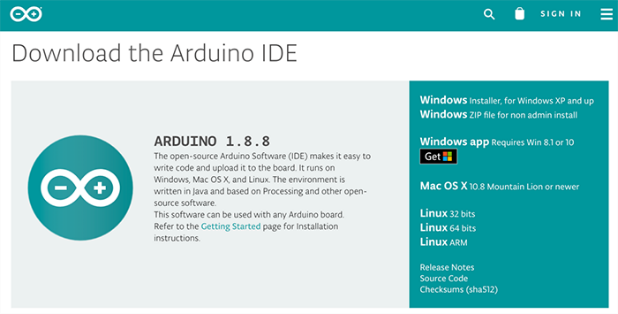 SIGN IN
Download the Arduino IDE
ARDUINO 1.8.8
The open-source Arduino Software (IDE) makes it easy to
write code and upload it to the board. It runs on
Windows, Mac OS X, and Linux. The environment is
written in Java and based on Processing and other open-
source software.
This software can be used with any Arduino board.
Refer to the Getting Started page for Installation
instructions.
Windows Installer, for Windows XP and up
Windows ZIP file for non admin install
Windows app Requires Win 8.1 or 10
Get
Mac OS X 10.8 Mountain Lion or newer
Linux 32 bits
Linux 64 bits
Linux ARM
Release Notes
Source Code
Checksums (sha512)